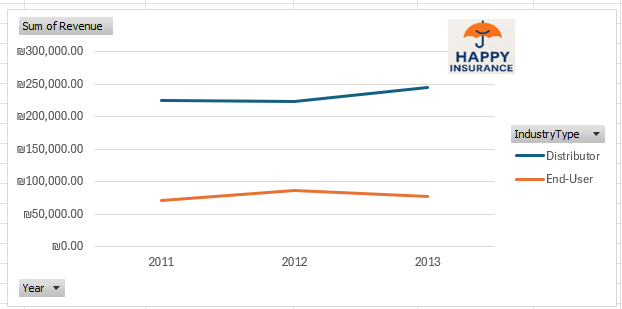 Sum of Revenue
HAPPY
INSURANCE
₪300,000.00
₪250,000.00
₪200,000.00
₪150,000.00
₪100,000.00
₪50,000.00
₪0.00
2011 2012 2013
IndustryType
Distributor
End-User
Year